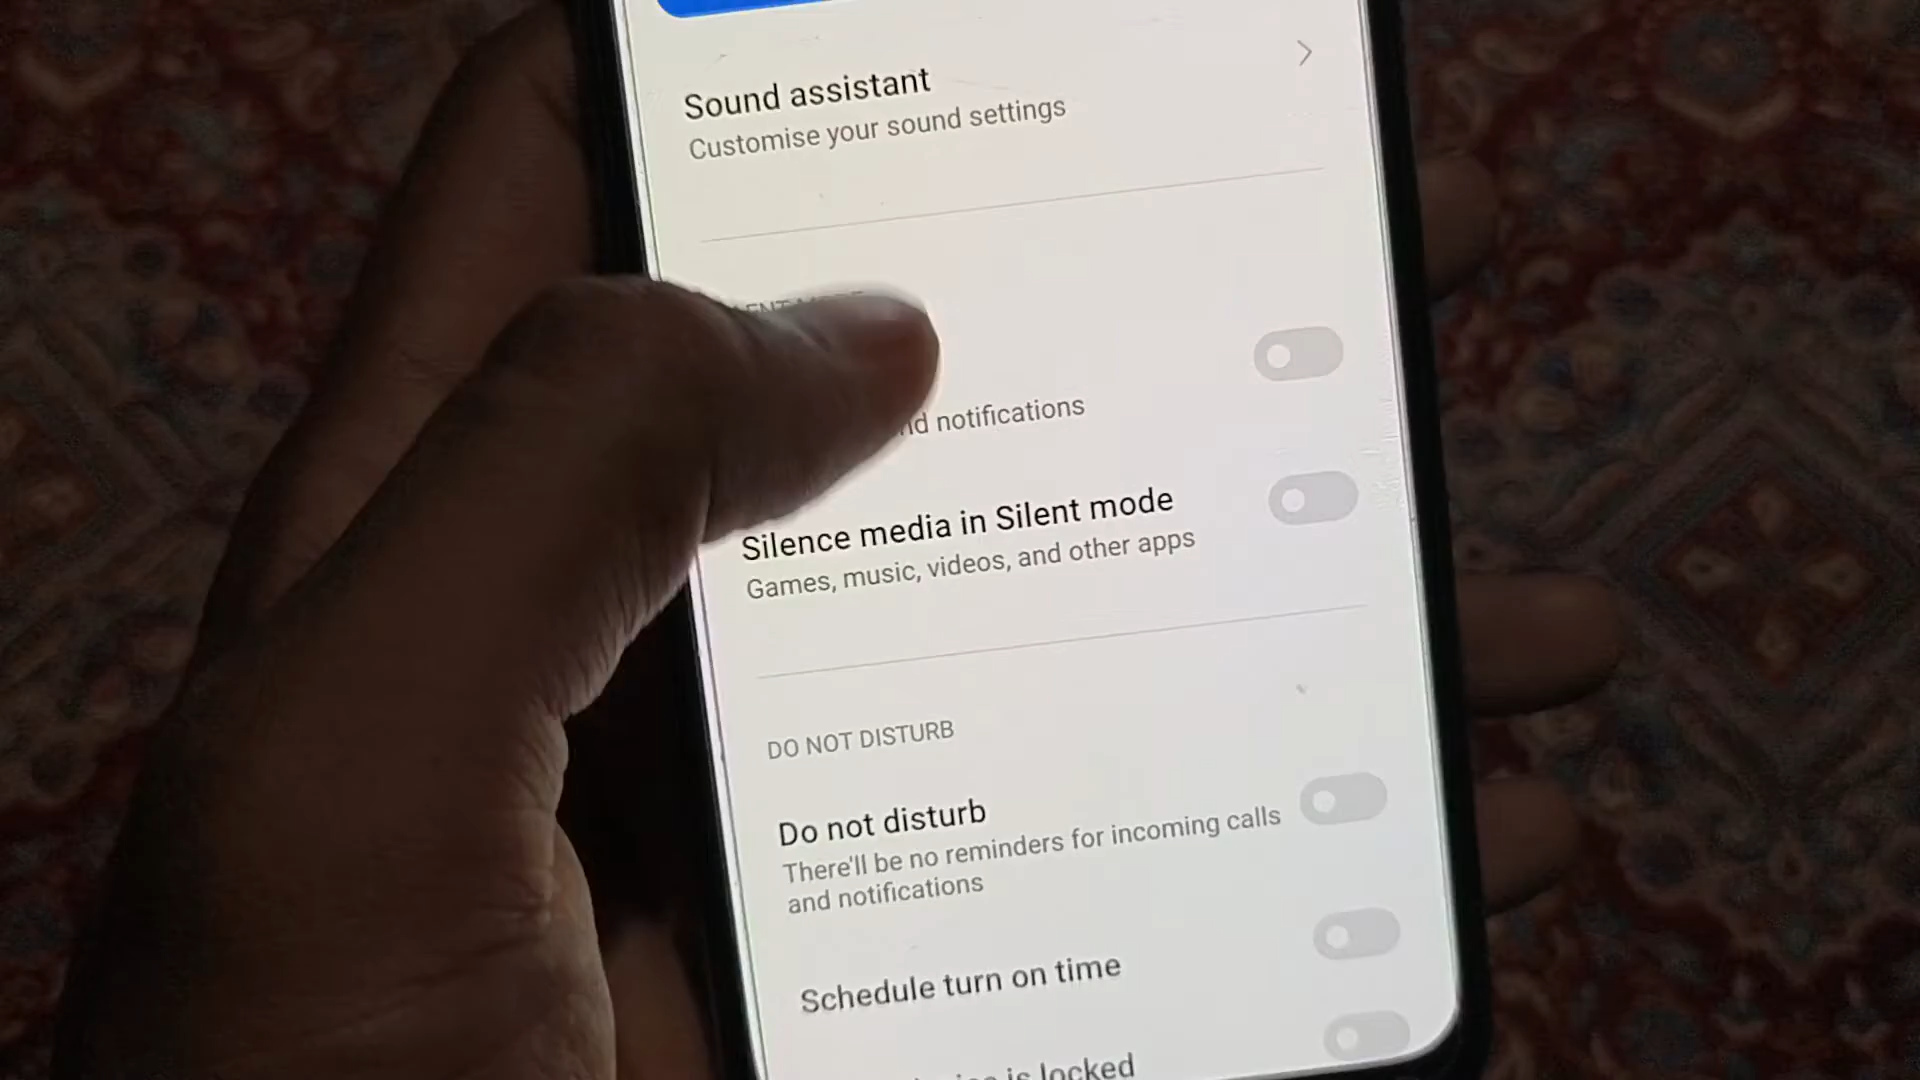 Sound assistant
Customise your sound settings
notifications
Silence media in Silent mode
Games, music, videos, and other apps
DO NOT DISTURB
Do not disturb
There'll be no reminders for incoming calls
and notifications
Schedule turn on time
is locked